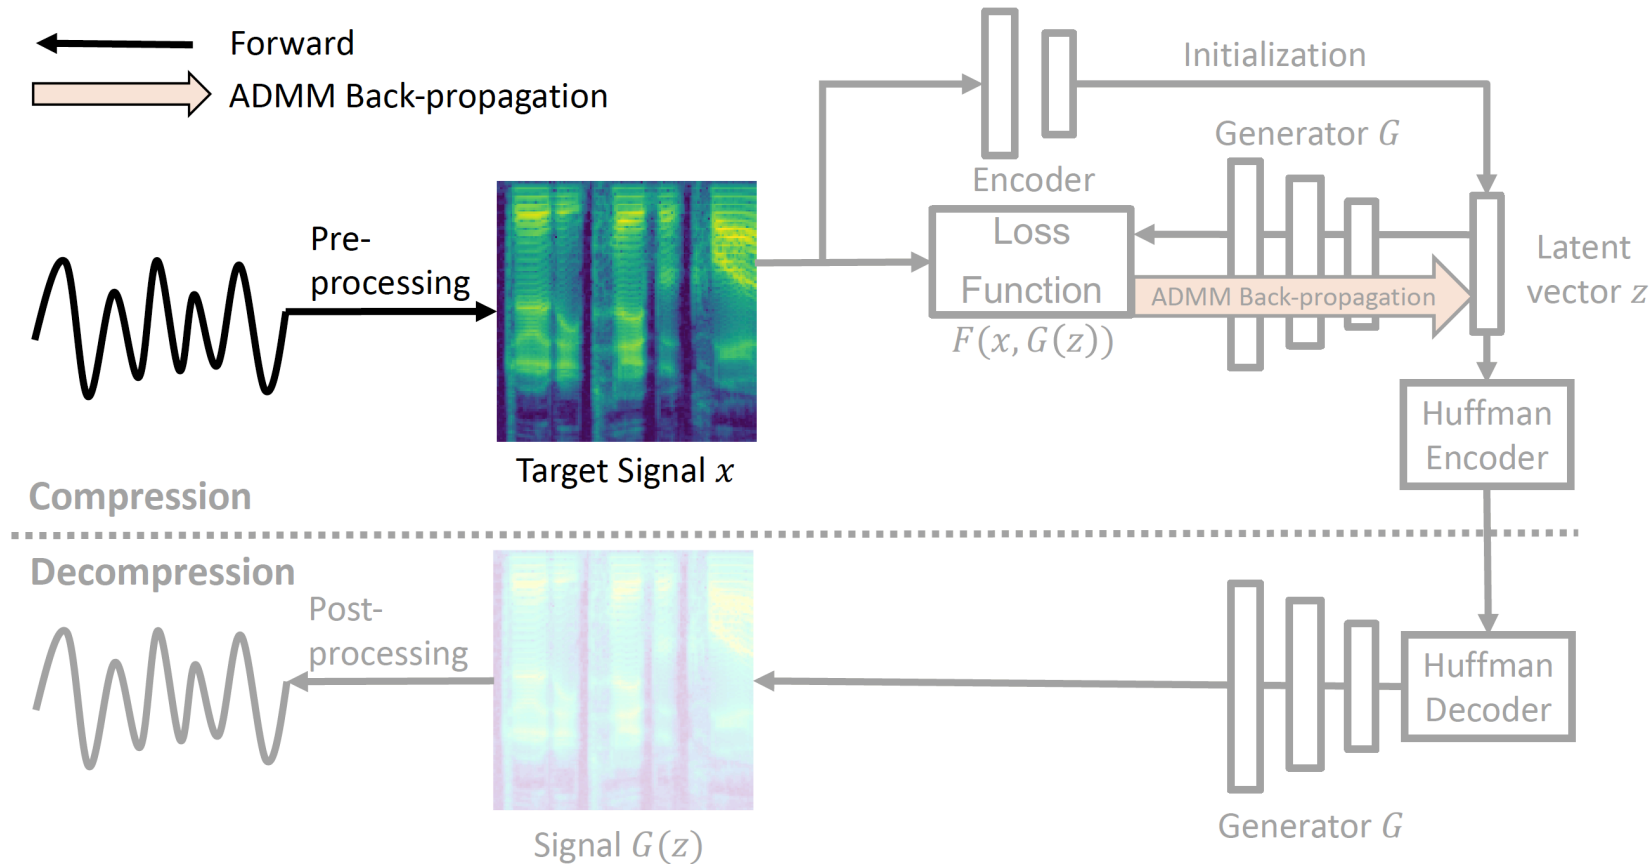 Forward
ADMM Back-propagation
Initialization
Generator G
Encoder
Pre-
processing
Loss
Function
ADMM Back-propagation
Latent
vector z
F(x, G(z))
Huffman
Encoder
Target Signal x
Compression
Decompression
Post-
processing
Huffman
Decoder
Generator G
Signal G(z)